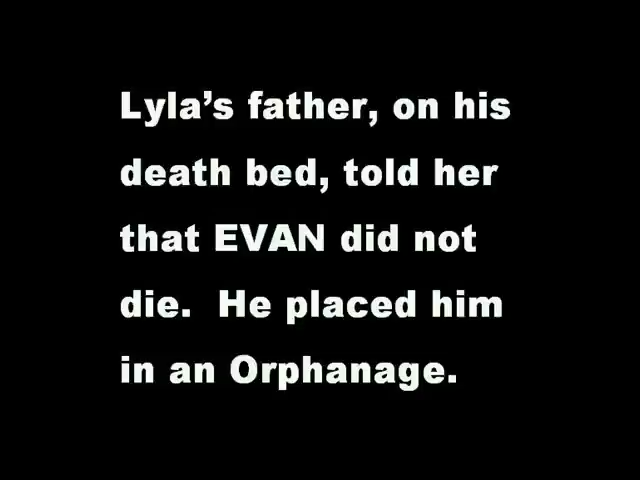 Lyla’s father, on his
death bed, told her
that EVAN did not
die.  He placed him
in an Orphanage.